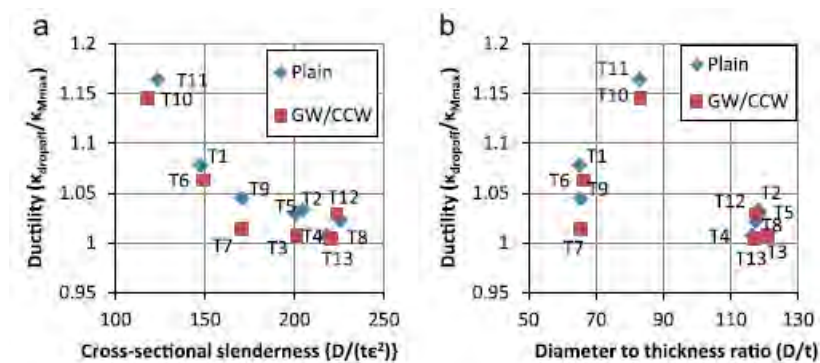 a
1.2
1.15
1.1
1.05
1
0.95
Ductility (κdropoff/κMmax)
T11
T10
T1
T6
T9
T7
T5 T2 T12
T3 T4 T8
T13
Plain
GW/CCW
100 150 200 250
Cross-sectional slenderness (D/(tε²)}
b
1.2
1.15
1.1
1.05
1
0.95
Ductility (κdropoff/κMmax)
T11
T10
T1
T6 T9
T7
T2
T12 T5
T4 T8
T13 T3
Plain
GW/CCW
50 70 90 110 130
Diameter to thickness ratio (D/t)